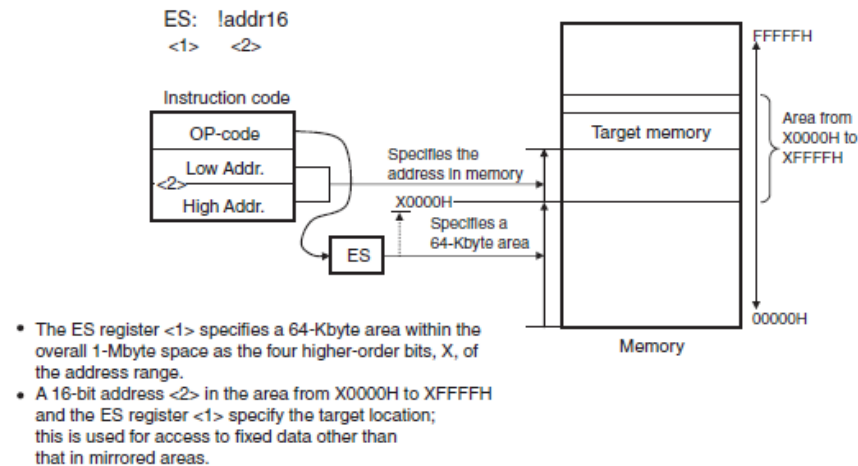 ES: !addr16
<1> <2>
FFFFFH
Instruction code
OP-code
Low Addr.
<2>
High Addr.
Specifies the
address in memory
Target memory
Area from
X0000H to
XFFFFH
X0000H
Specifies a
64-Kbyte area
ES
00000H
Memory
• The ES register <1> specifies a 64-Kbyte area within the
overall 1-Mbyte space as the four higher-order bits, X, of
the address range.
• A 16-bit address <2> in the area from X0000H to XFFFFH
and the ES register <1> specify the target location;
this is used for access to fixed data other than
that in mirrored areas.